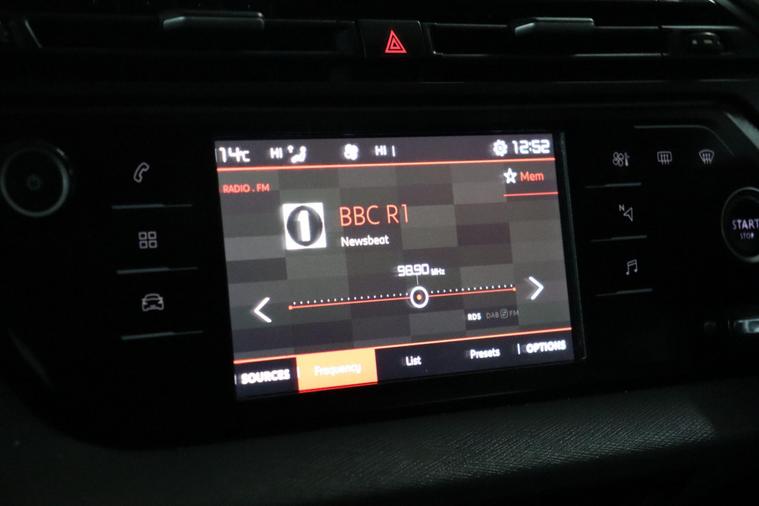 14°C HI HI 12:52
RADIO . FM
Mem
1
BBC R1
Newsbeat
98.90 MHz
RDS DAB FM
SOURCES Frequency List Presets OPTIONS
N
START
STOP